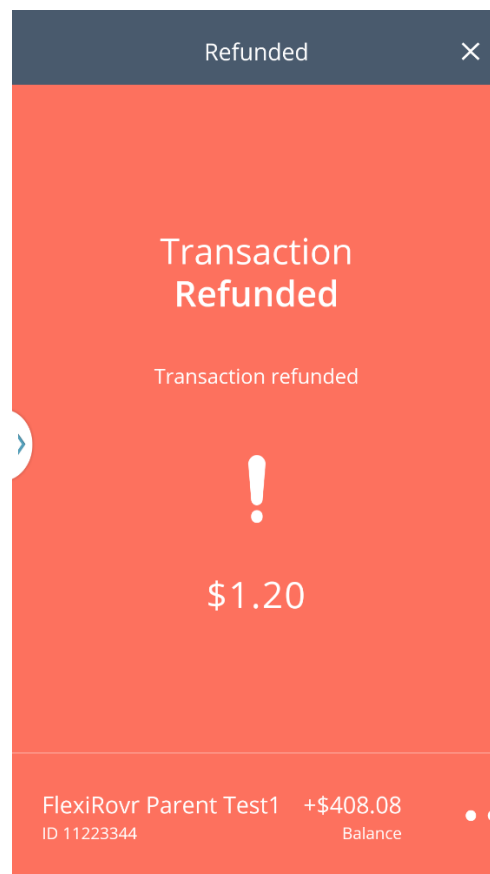 Refunded
Transaction
Refunded
Transaction refunded
!
$1.20
FlexiRovr Parent Test1 +$408.08
ID 11223344 Balance